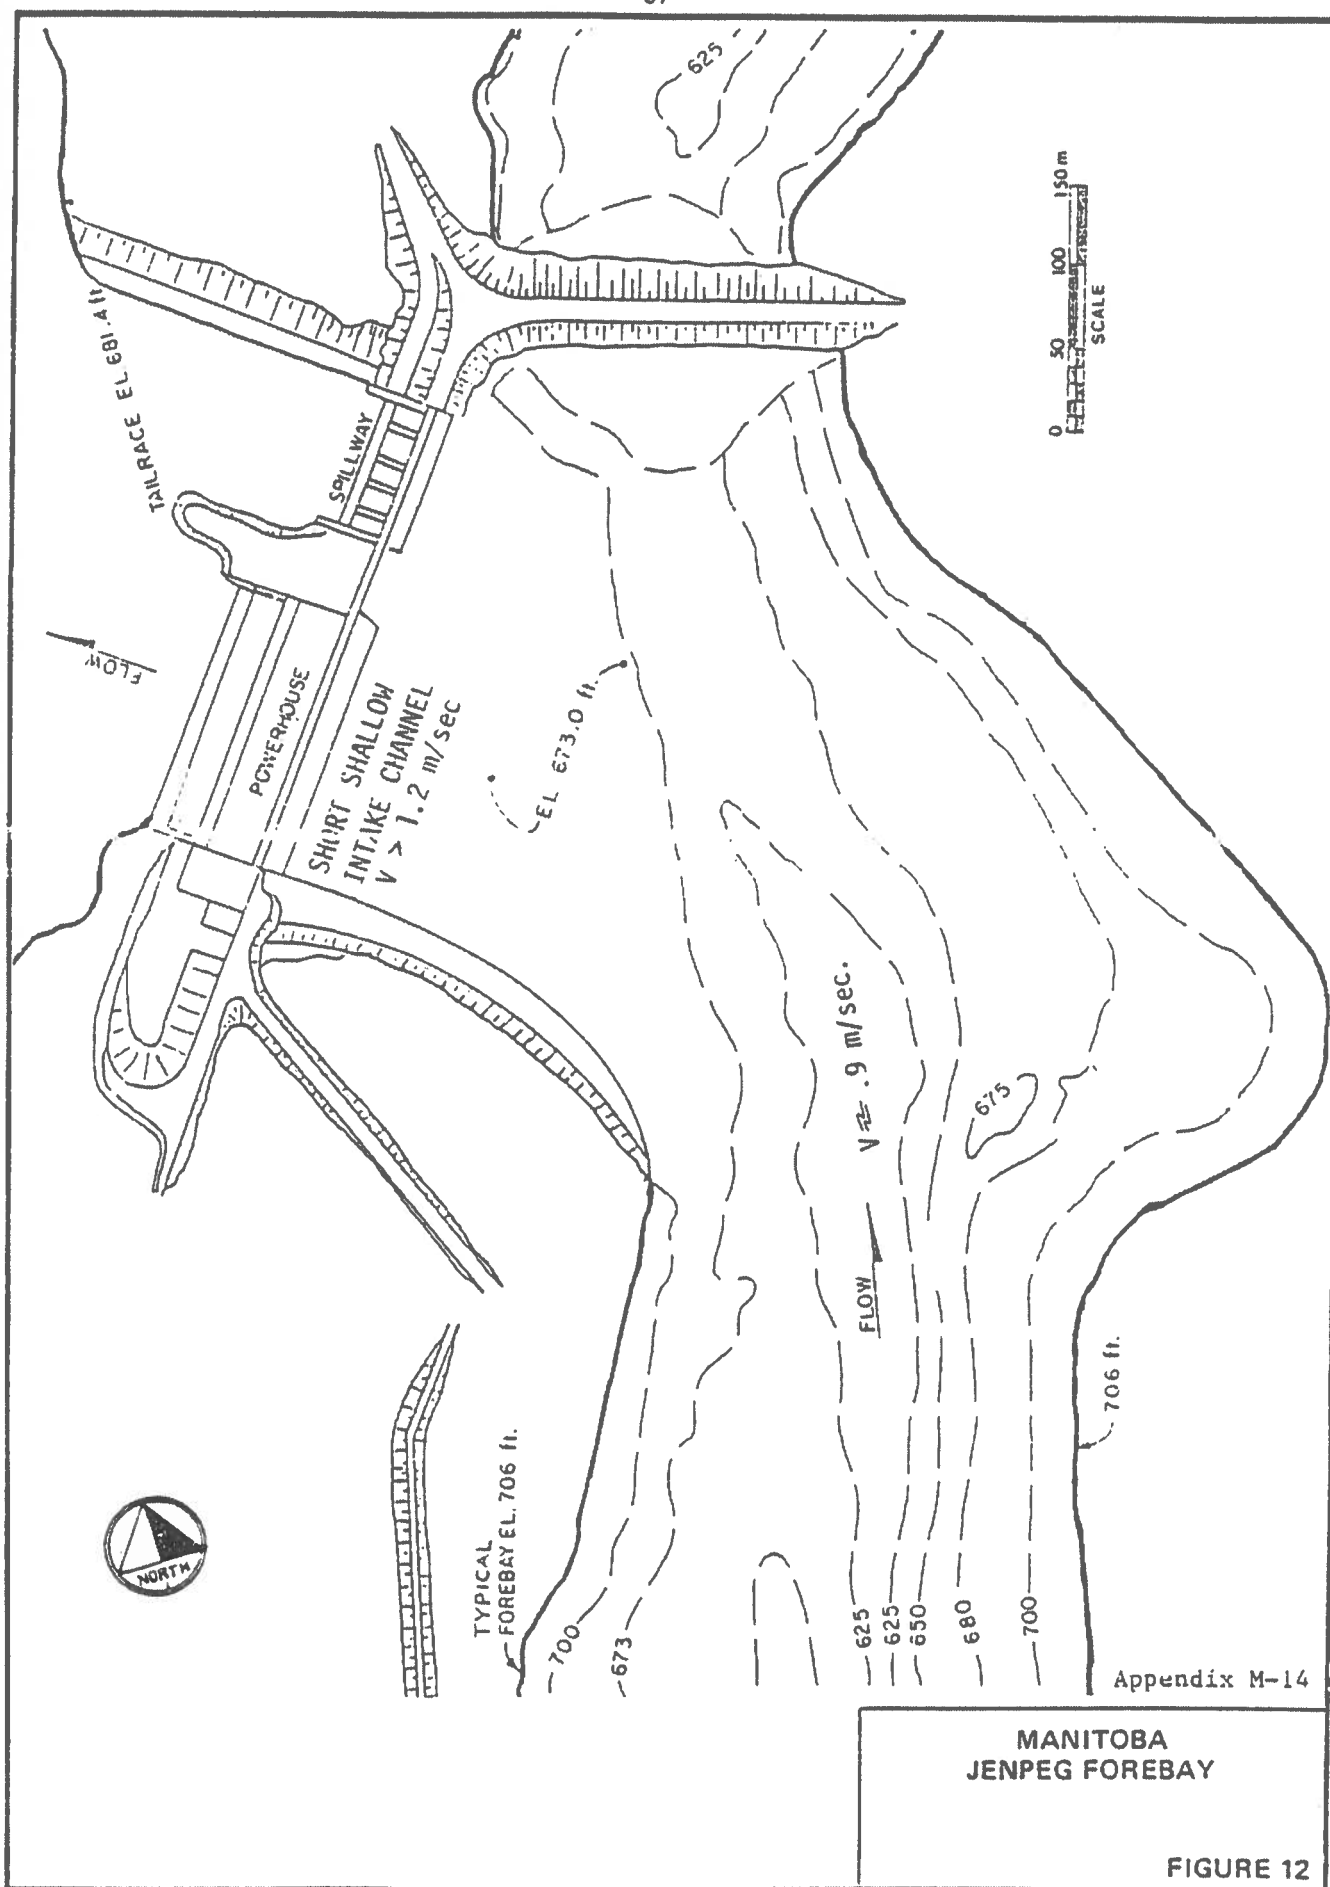 625
0 50 100 150 m
SCALE
TAILRACE EL. 681.4 ft.
SPILLWAY
FLOW
POWERHOUSE
SHORT SHALLOW
INTAKE CHANNEL
V > 1.2 m/sec
EL 673.0 ft.
V ≈ .9 m/sec.
675
FLOW
706 ft.
NORTH
TYPICAL
FOREBAY EL. 706 ft.
700
673
625
625
650
680
700
Appendix M-14
MANITOBA
JENPEG FOREBAY
FIGURE 12